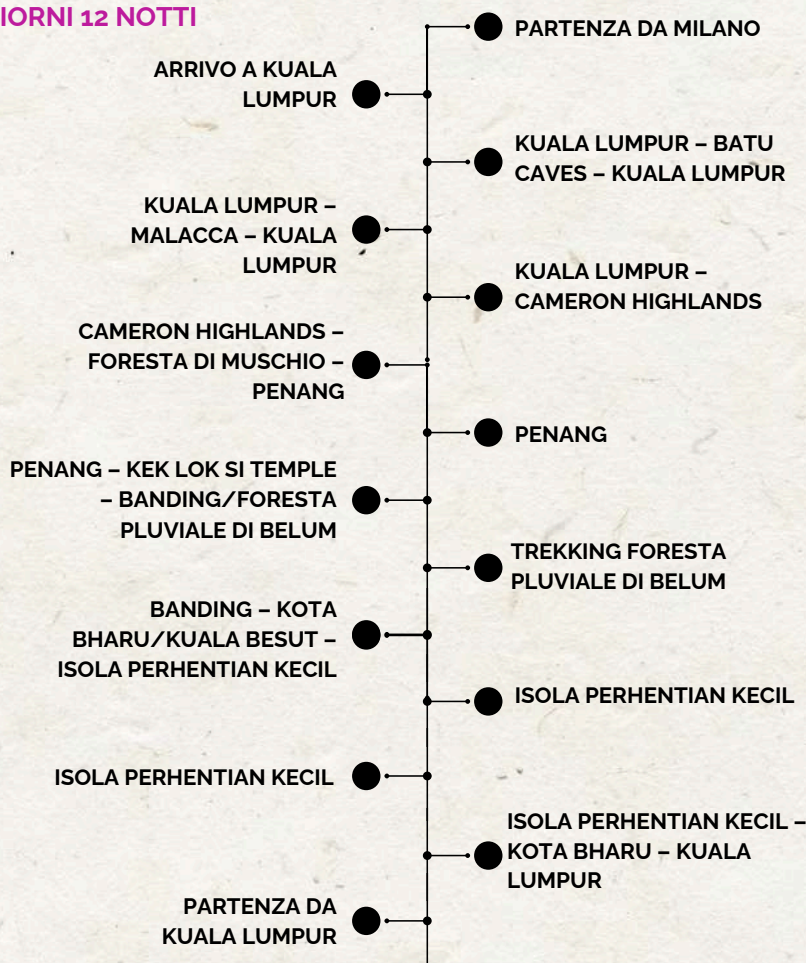 IORNI 12 NOTTI
PARTENZA DA MILANO
ARRIVO A KUALA
LUMPUR
KUALA LUMPUR – BATU
CAVES – KUALA LUMPUR
KUALA LUMPUR –
MALACCA – KUALA
LUMPUR
KUALA LUMPUR –
CAMERON HIGHLANDS
CAMERON HIGHLANDS –
FORESTA DI MUSCHIO –
PENANG
PENANG
PENANG – KEK LOK SI TEMPLE
– BANDING/FORESTA
PLUVIALE DI BELUM
TREKKING FORESTA
PLUVIALE DI BELUM
BANDING – KOTA
BHARU/KUALA BESUT –
ISOLA PERHENTIAN KECIL
ISOLA PERHENTIAN KECIL
ISOLA PERHENTIAN KECIL
ISOLA PERHENTIAN KECIL –
KOTA BHARU – KUALA
LUMPUR
PARTENZA DA
KUALA LUMPUR